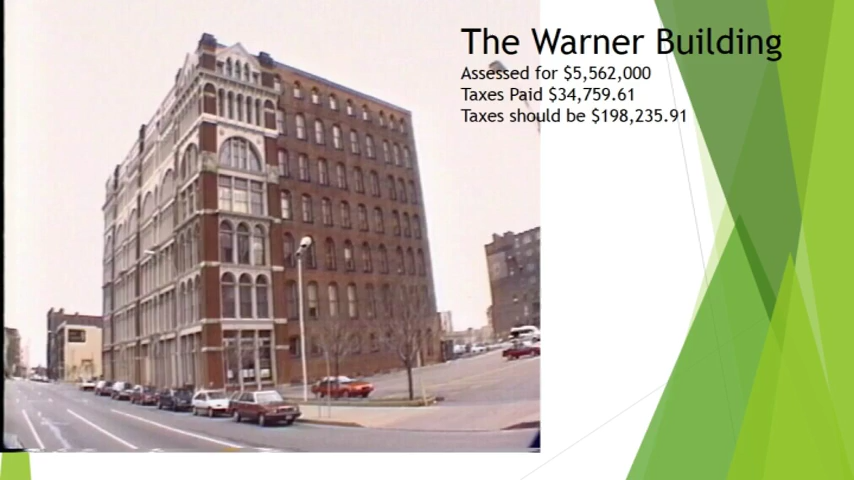 The Warner Building
Assessed for $5,562,000
Taxes Paid $34,759.61
Taxes should be $198,235.91